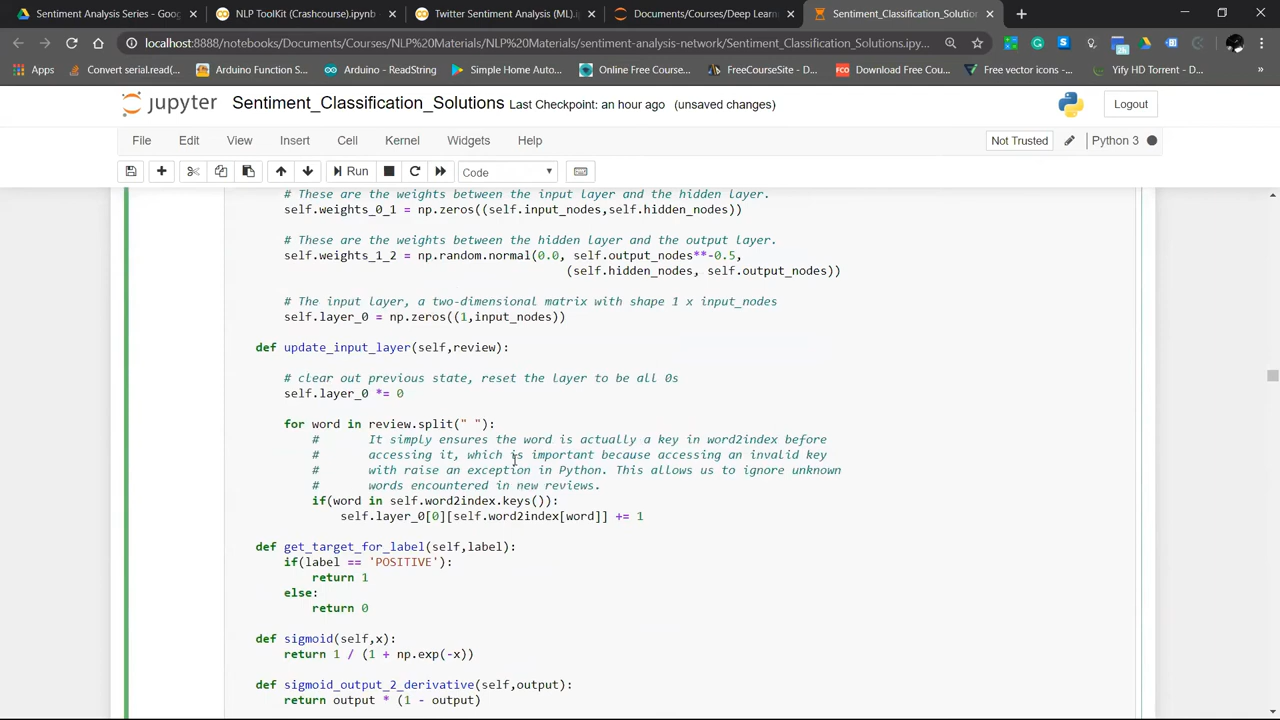 Sentiment Analysis Series - Goog
NLP ToolKit (Crashcourse).ipynb
Twitter Sentiment Analysis (ML).i
Documents/Courses/Deep Learni
Sentiment_Classification_Solution
localhost:8888/notebooks/Documents/Courses/NLP%20Materials/NLP%20Materials/sentiment-analysis-network/Sentiment_Classification_Solutions.ipy...
Apps
Convert serial.read(...
Arduino Function S...
Arduino - ReadString
Simple Home Auto...
Online Free Course...
FreeCourseSite - D...
Download Free Cou...
Free vector icons -...
Yify HD Torrent - D...
jupyter
Sentiment_Classification_Solutions Last Checkpoint: an hour ago (unsaved changes)
Logout
File Edit View Insert Cell Kernel Widgets Help
Not Trusted
Python 3
Run
Code
# These are the weights between the input layer and the hidden layer.
self.weights_0_1 = np.zeros((self.input_nodes,self.hidden_nodes))
# These are the weights between the hidden layer and the output layer.
self.weights_1_2 = np.random.normal(0.0, self.output_nodes**-0.5,
(self.hidden_nodes, self.output_nodes))
# The input layer, a two-dimensional matrix with shape 1 x input_nodes
self.layer_0 = np.zeros((1,input_nodes))
def update_input_layer(self,review):
# clear out previous state, reset the layer to be all 0s
self.layer_0 *= 0
for word in review.split(" "):
# It simply ensures the word is actually a key in word2index before
# accessing it, which is important because accessing an invalid key
# with raise an exception in Python. This allows us to ignore unknown
# words encountered in new reviews.
if(word in self.word2index.keys()):
self.layer_0[0][self.word2index[word]] += 1
def get_target_for_label(self,label):
if(label == 'POSITIVE'):
return 1
else:
return 0
def sigmoid(self,x):
return 1 / (1 + np.exp(-x))
def sigmoid_output_2_derivative(self,output):
return output * (1 - output)